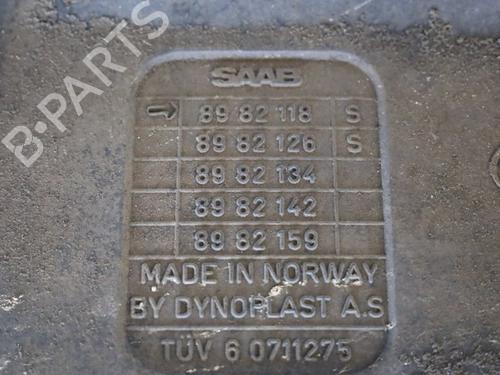 B-PARTS
SAAB
⇨ 89 82 118 S
89 82 126 S
89 82 134
89 82 142
89 82 159
MADE IN NORWAY
BY DYNOPLAST A.S
TÜV 6 0711275